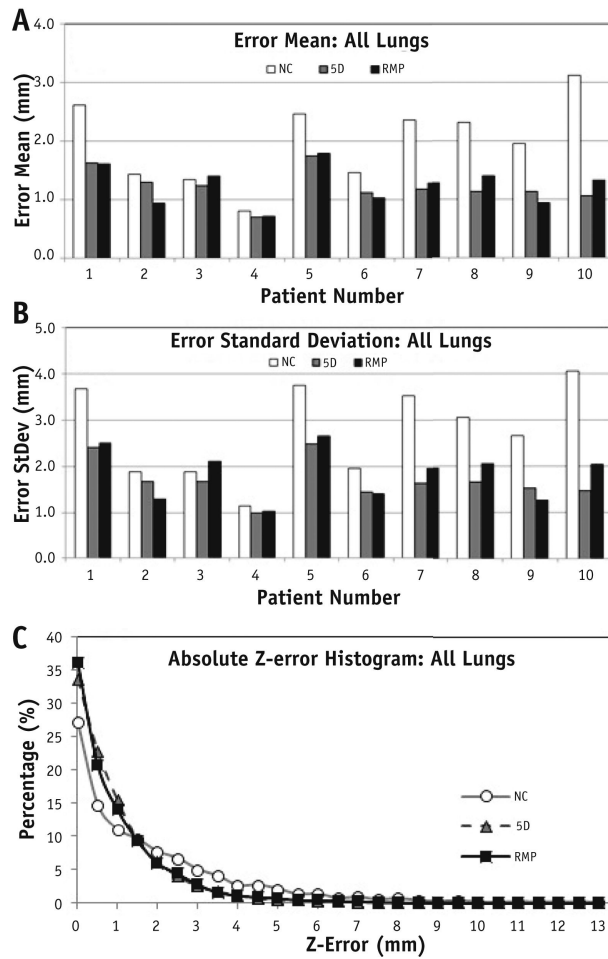 A
Error Mean: All Lungs
NC 5D RMP
Error Mean (mm)
4.0
3.0
2.0
1.0
0.0
1 2 3 4 5 6 7 8 9 10
Patient Number
B
Error Standard Deviation: All Lungs
NC 5D RMP
Error StDev (mm)
5.0
4.0
3.0
2.0
1.0
0.0
1 2 3 4 5 6 7 8 9 10
Patient Number
C
Absolute Z-error Histogram: All Lungs
Percentage (%)
40
35
30
25
20
15
10
5
0
NC
5D
RMP
0 1 2 3 4 5 6 7 8 9 10 11 12 13
Z-Error (mm)